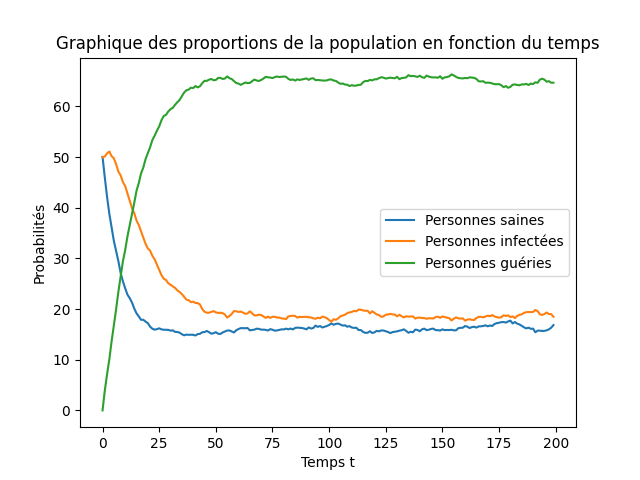 Graphique des proportions de la population en fonction du temps
Probabilités
60
50
40
30
20
10
0
Personnes saines
Personnes infectées
Personnes guéries
0 25 50 75 100 125 150 175 200
Temps t